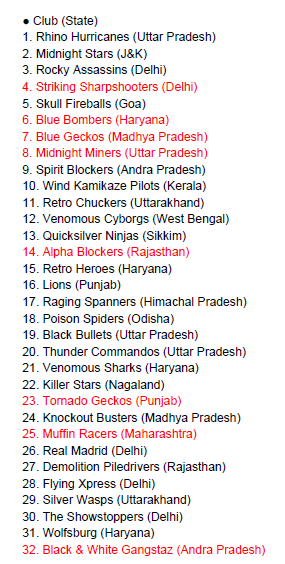 ● Club (State)
1. Rhino Hurricanes (Uttar Pradesh)
2. Midnight Stars (J&K)
3. Rocky Assassins (Delhi)
4. Striking Sharpshooters (Delhi)
5. Skull Fireballs (Goa)
6. Blue Bombers (Haryana)
7. Blue Geckos (Madhya Pradesh)
8. Midnight Miners (Uttar Pradesh)
9. Spirit Blockers (Andra Pradesh)
10. Wind Kamikaze Pilots (Kerala)
11. Retro Chuckers (Uttarakhand)
12. Venomous Cyborgs (West Bengal)
13. Quicksilver Ninjas (Sikkim)
14. Alpha Blockers (Rajasthan)
15. Retro Heroes (Haryana)
16. Lions (Punjab)
17. Raging Spanners (Himachal Pradesh)
18. Poison Spiders (Odisha)
19. Black Bullets (Uttar Pradesh)
20. Thunder Commandos (Uttar Pradesh)
21. Venomous Sharks (Haryana)
22. Killer Stars (Nagaland)
23. Tornado Geckos (Punjab)
24. Knockout Busters (Madhya Pradesh)
25. Muffin Racers (Maharashtra)
26. Real Madrid (Delhi)
27. Demolition Piledrivers (Rajasthan)
28. Flying Xpress (Delhi)
29. Silver Wasps (Uttarakhand)
30. The Showstoppers (Delhi)
31. Wolfsburg (Haryana)
32. Black & White Gangstaz (Andra Pradesh)